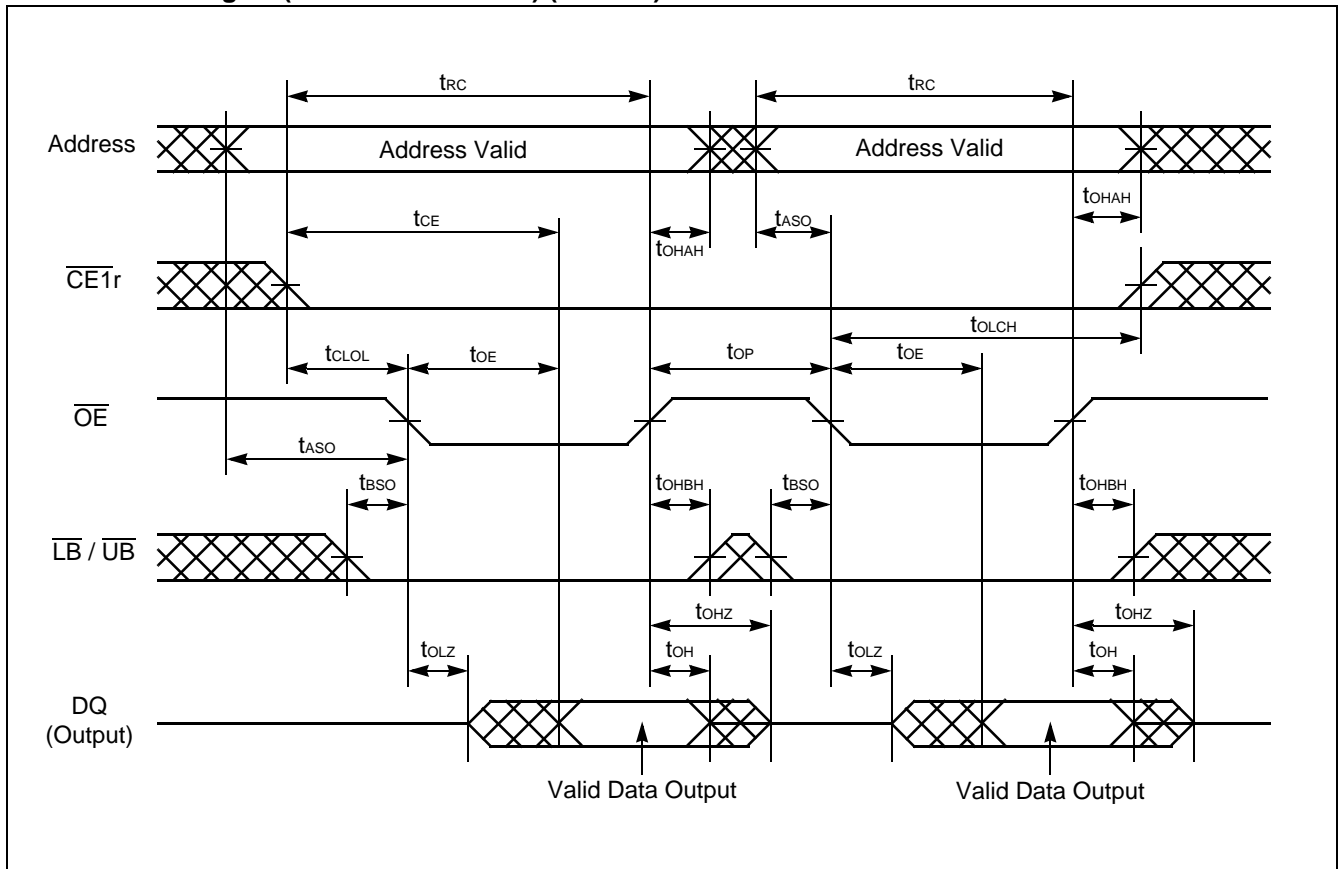 tRC tRC
Address Address Valid Address Valid
tOHAH
tCE tASO
tOHAH
CE1r
tOLCH
tCLOL tOE tOP tOE
OE
tASO
tBSO tOHBH tBSO tOHBH
LB / UB
tOHZ tOHZ
tOLZ tOH tOLZ tOH
DQ
(Output)
Valid Data Output Valid Data Output